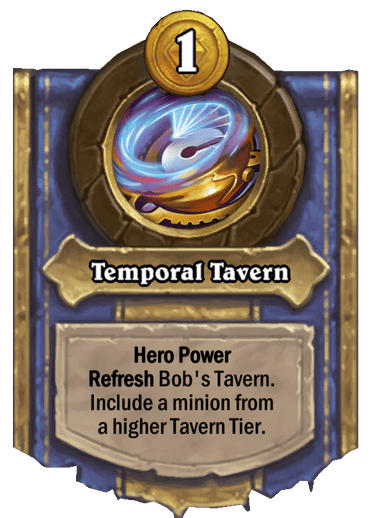 1
Temporal Tavern
Hero Power
Refresh Bob's Tavern.
Include a minion from
a higher Tavern Tier.